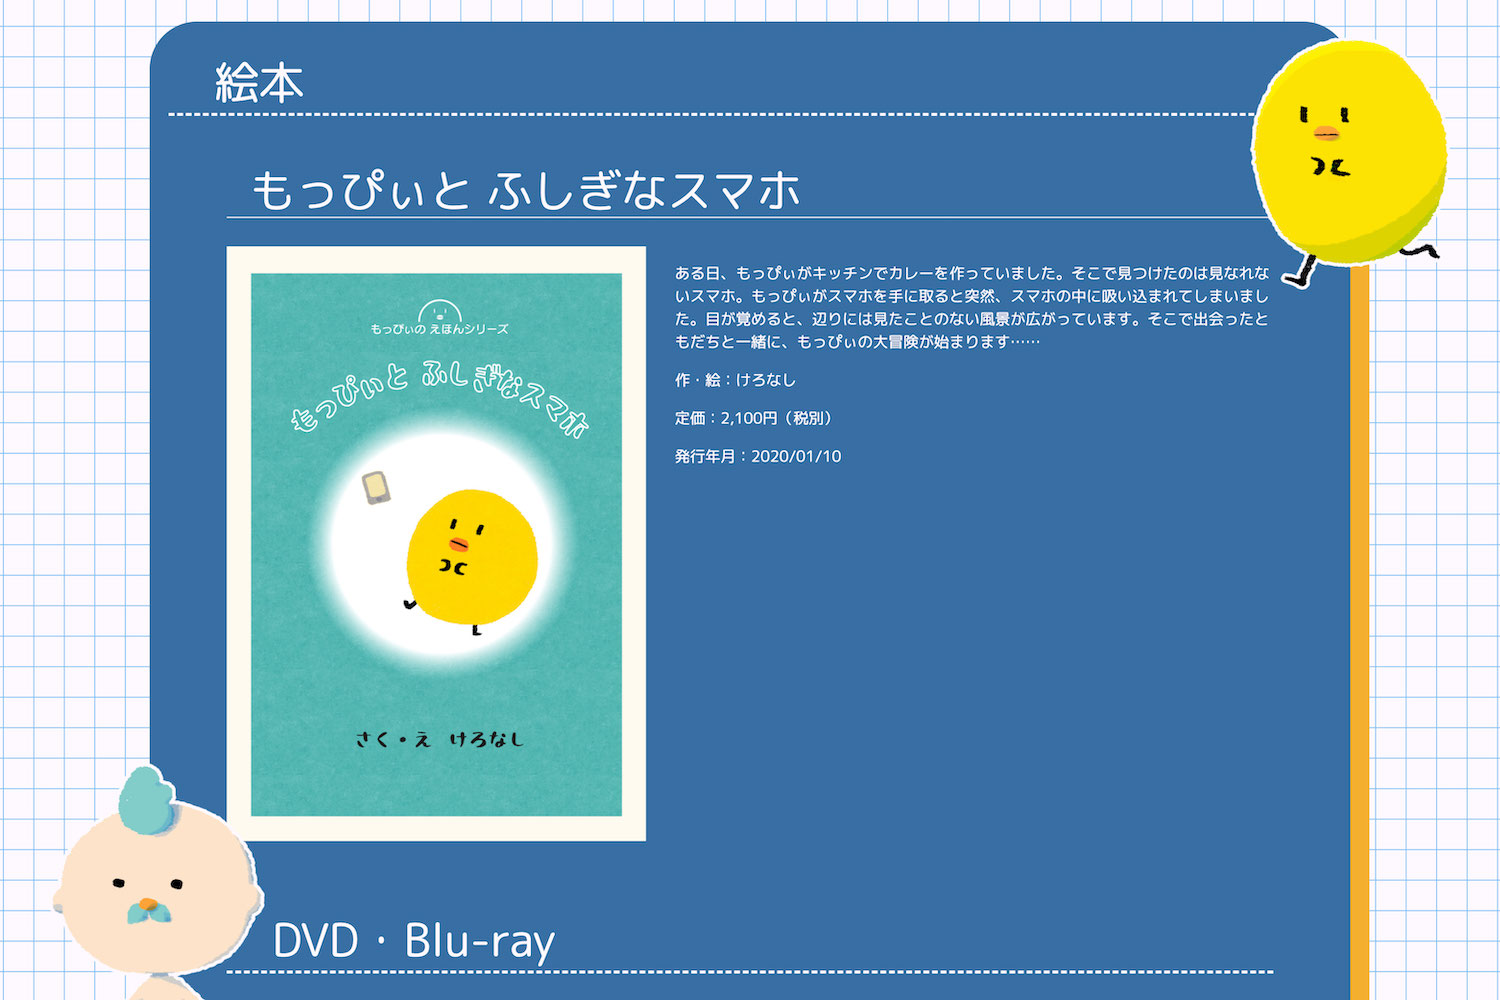 絵本
もっぴぃと ふしぎなスマホ
もっぴぃの えほんシリーズ
もっぴぃと ふしぎなスマホ
さく・え けろなし
ある日、もっぴぃがキッチンでカレーを作っていました。そこで見つけたのは見なれな
いスマホ。もっぴぃがスマホを手に取ると突然、スマホの中に吸い込まれてしまいまし
た。目が覚めると、辺りには見たことのない風景が広がっています。そこで出会ったと
もだちと一緒に、もっぴぃの大冒険が始まります……
作・絵：けろなし
定価：2,100円（税別）
発行年月：2020/01/10
DVD・Blu-ray